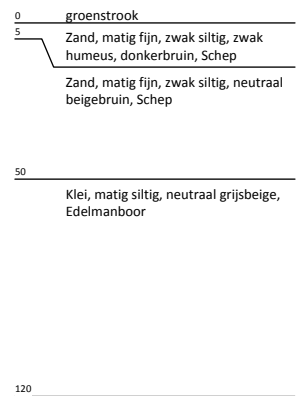 0 groenstrook
5 Zand, matig fijn, zwak siltig, zwak
humeus, donkerbruin, Schep
Zand, matig fijn, zwak siltig, neutraal
beigebruin, Schep
50
Klei, matig siltig, neutraal grijsbeige,
Edelmanboor
120